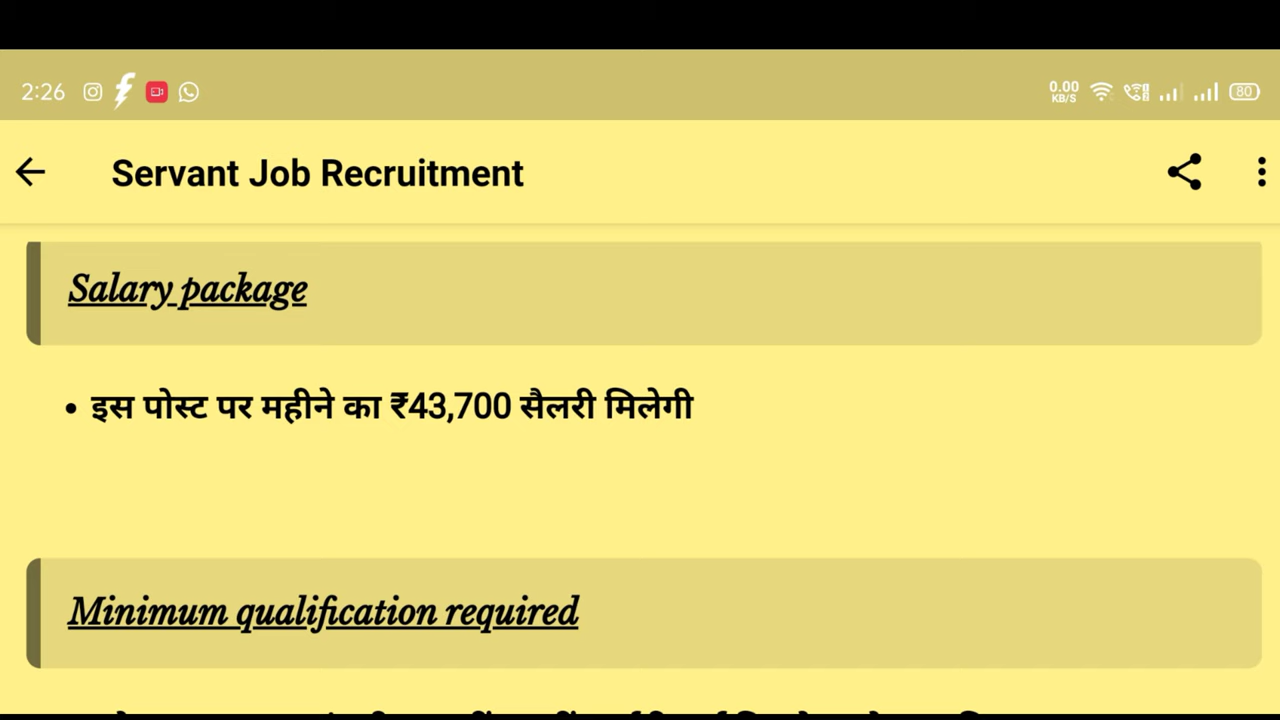 2:26
0.00
KB/S
80
Servant Job Recruitment
Salary package
• इस पोस्ट पर महीने का ₹43,700 सैलरी मिलेगी
Minimum qualification required